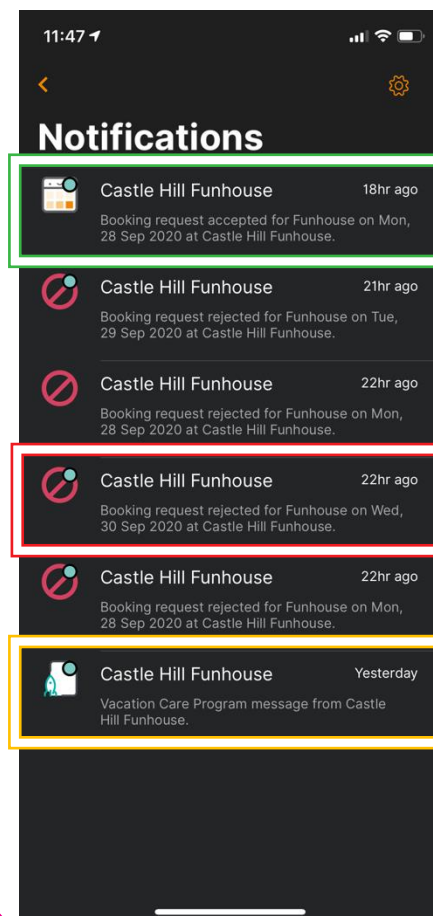 11:47
Notifications
Castle Hill Funhouse 18hr ago
Booking request accepted for Funhouse on Mon,
28 Sep 2020 at Castle Hill Funhouse.
Castle Hill Funhouse 21hr ago
Booking request rejected for Funhouse on Tue,
29 Sep 2020 at Castle Hill Funhouse.
Castle Hill Funhouse 22hr ago
Booking request rejected for Funhouse on Mon,
28 Sep 2020 at Castle Hill Funhouse.
Castle Hill Funhouse 22hr ago
Booking request rejected for Funhouse on Wed,
30 Sep 2020 at Castle Hill Funhouse.
Castle Hill Funhouse 22hr ago
Booking request rejected for Funhouse on Mon,
28 Sep 2020 at Castle Hill Funhouse.
Castle Hill Funhouse Yesterday
Vacation Care Program message from Castle
Hill Funhouse.